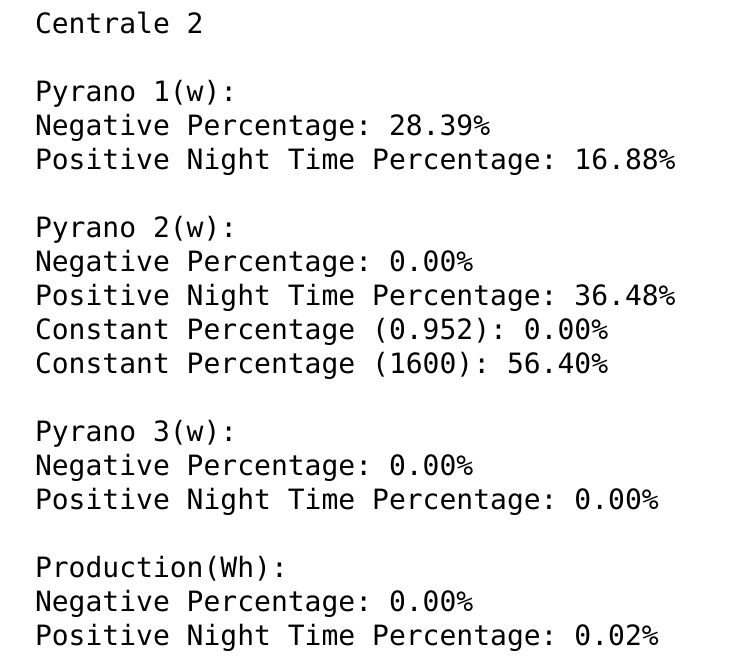 Centrale 2
Pyrano 1(w):
Negative Percentage: 28.39%
Positive Night Time Percentage: 16.88%
Pyrano 2(w):
Negative Percentage: 0.00%
Positive Night Time Percentage: 36.48%
Constant Percentage (0.952): 0.00%
Constant Percentage (1600): 56.40%
Pyrano 3(w):
Negative Percentage: 0.00%
Positive Night Time Percentage: 0.00%
Production(Wh):
Negative Percentage: 0.00%
Positive Night Time Percentage: 0.02%